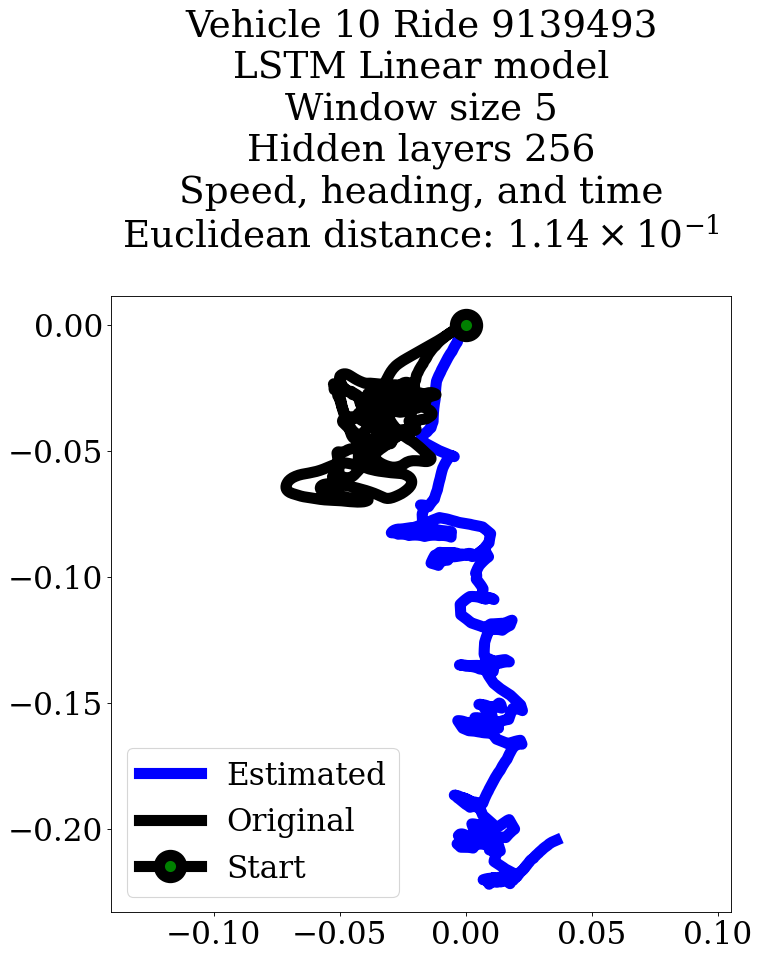 Vehicle 10 Ride 9139493
LSTM Linear model
Window size 5
Hidden layers 256
Speed, heading, and time
Euclidean distance: 1.14 × 10⁻¹
0.00
−0.05
−0.10
−0.15
−0.20
Estimated
Original
Start
−0.10 −0.05 0.00 0.05 0.10